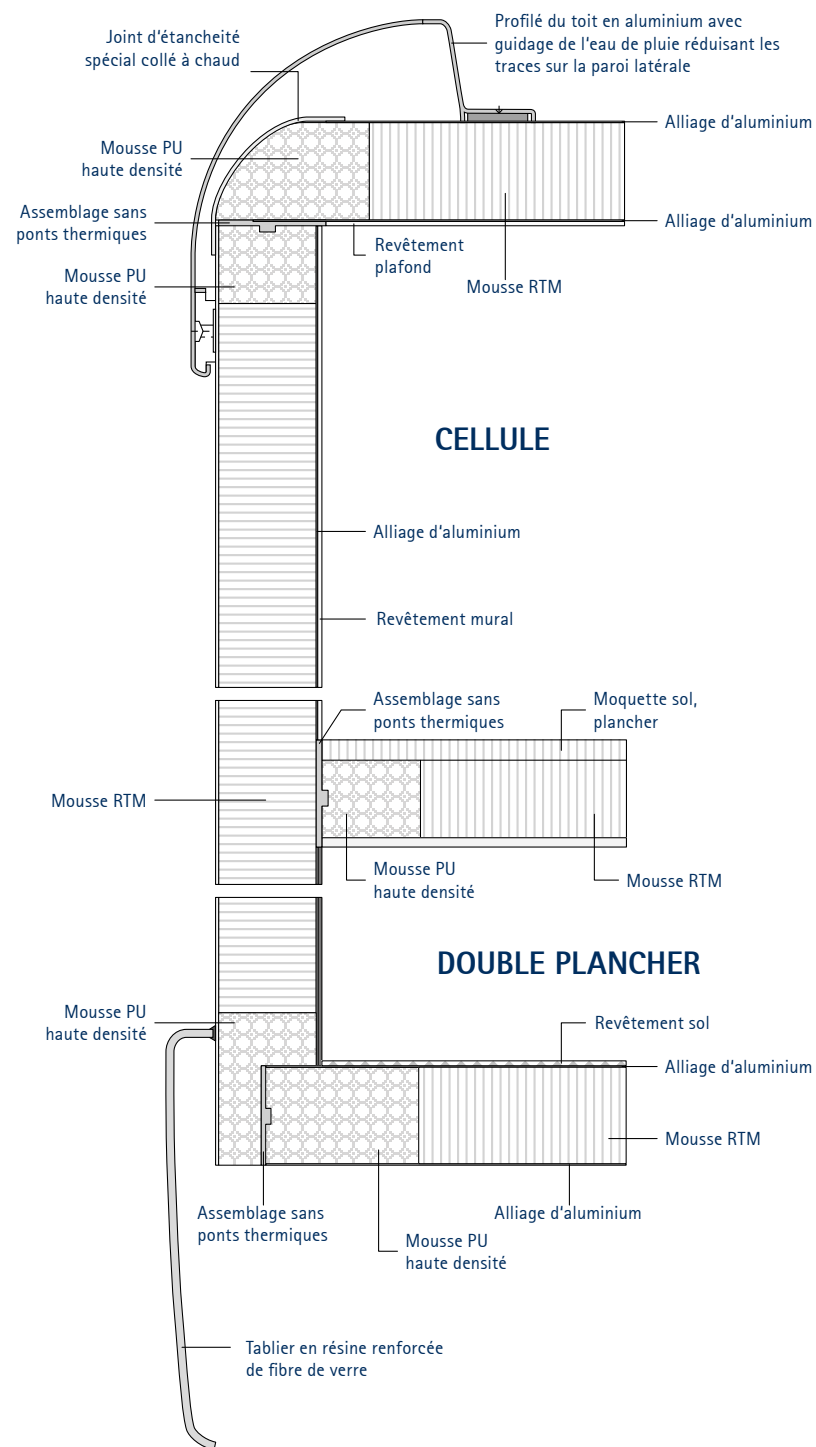 Joint d'étancheité
spécial collé à chaud
Profilé du toit en aluminium avec
guidage de l'eau de pluie réduisant les
traces sur la paroi latérale
Alliage d'aluminium
Mousse PU
haute densité
Assemblage sans
ponts thermiques
Alliage d'aluminium
Revêtement
plafond
Mousse PU
haute densité
Mousse RTM
CELLULE
Alliage d'aluminium
Revêtement mural
Assemblage sans
ponts thermiques
Moquette sol,
plancher
Mousse RTM
Mousse PU
haute densité
Mousse RTM
DOUBLE PLANCHER
Mousse PU
haute densité
Revêtement sol
Alliage d'aluminium
Mousse RTM
Assemblage sans
ponts thermiques
Alliage d'aluminium
Mousse PU
haute densité
Tablier en résine renforcée
de fibre de verre